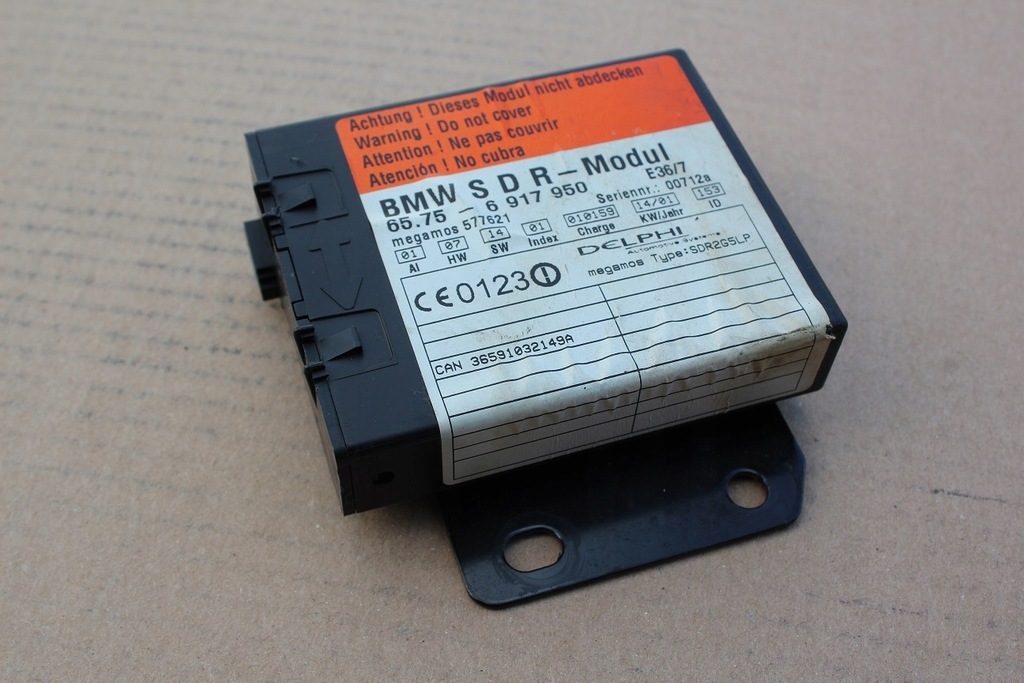 Achtung ! Dieses Modul nicht abdecken
Warning ! Do not cover
Attention ! Ne pas couvrir
Atención ! No cubra
BMW S D R – Modul
65.75 – 6 917 950 E36/7
megamos 577621 Seriennr.: 00712a
01 07 14 01 010159 14/01 153
AI HW SW Index Charge KW/Jahr ID
DELPHI
Automotive Systems
CE0123
megamos Type:SDR2G5LP
CAN 36591032149A